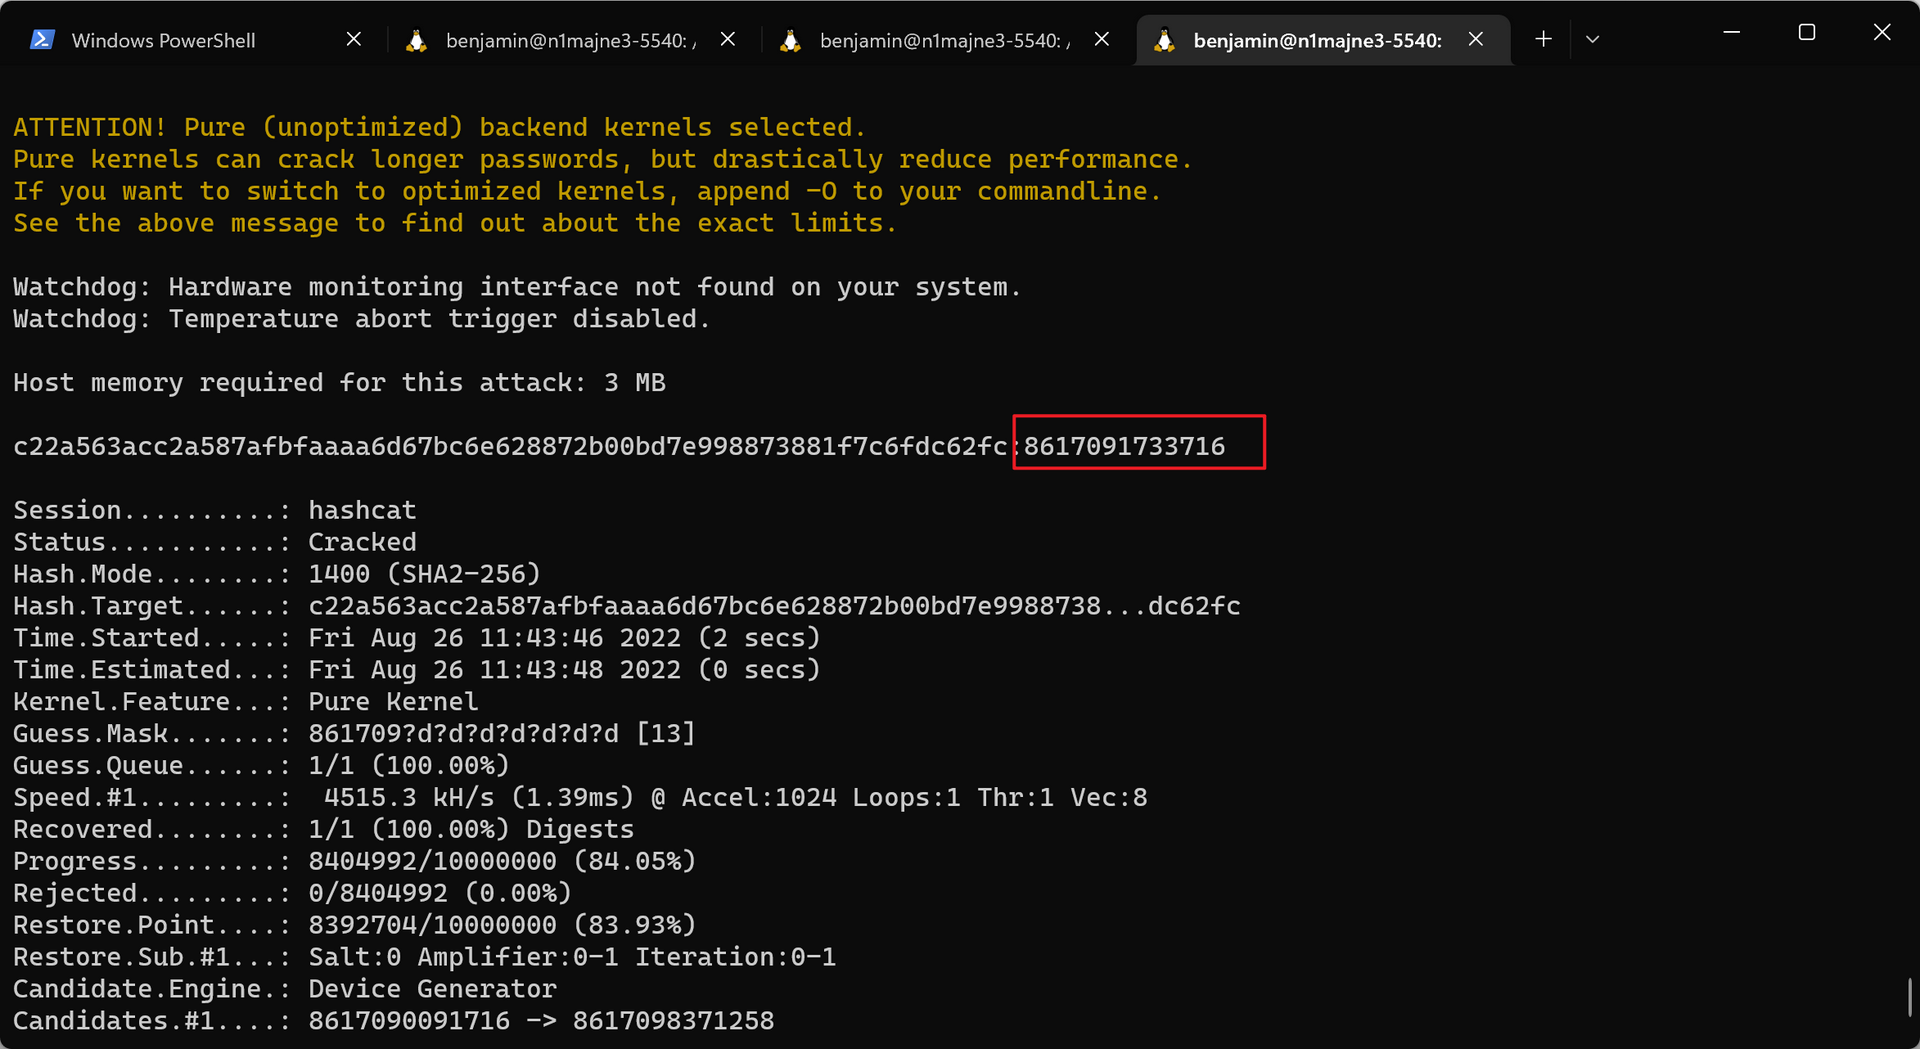 Windows PowerShell
benjamin@n1majne3-5540: /
benjamin@n1majne3-5540: /
benjamin@n1majne3-5540:
ATTENTION! Pure (unoptimized) backend kernels selected.
Pure kernels can crack longer passwords, but drastically reduce performance.
If you want to switch to optimized kernels, append -O to your commandline.
See the above message to find out about the exact limits.
Watchdog: Hardware monitoring interface not found on your system.
Watchdog: Temperature abort trigger disabled.
Host memory required for this attack: 3 MB
c22a563acc2a587afbfaaaa6d67bc6e628872b00bd7e998873881f7c6fdc62fc:8617091733716
Session..........: hashcat
Status...........: Cracked
Hash.Mode........: 1400 (SHA2-256)
Hash.Target......: c22a563acc2a587afbfaaaa6d67bc6e628872b00bd7e9988738...dc62fc
Time.Started.....: Fri Aug 26 11:43:46 2022 (2 secs)
Time.Estimated...: Fri Aug 26 11:43:48 2022 (0 secs)
Kernel.Feature...: Pure Kernel
Guess.Mask.......: 861709?d?d?d?d?d?d?d [13]
Guess.Queue......: 1/1 (100.00%)
Speed.#1.........:  4515.3 kH/s (1.39ms) @ Accel:1024 Loops:1 Thr:1 Vec:8
Recovered........: 1/1 (100.00%) Digests
Progress.........: 8404992/10000000 (84.05%)
Rejected.........: 0/8404992 (0.00%)
Restore.Point....: 8392704/10000000 (83.93%)
Restore.Sub.#1...: Salt:0 Amplifier:0-1 Iteration:0-1
Candidate.Engine.: Device Generator
Candidates.#1....: 8617090091716 -> 8617098371258